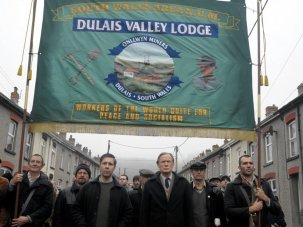 SOUTH WALES AREA N.U.M.
DULAIS VALLEY LODGE
ONLLWYN MINERS
DULAIS · SOUTH WALES
WORKERS OF THE WORLD UNITE FOR
PEACE AND SOCIALISM